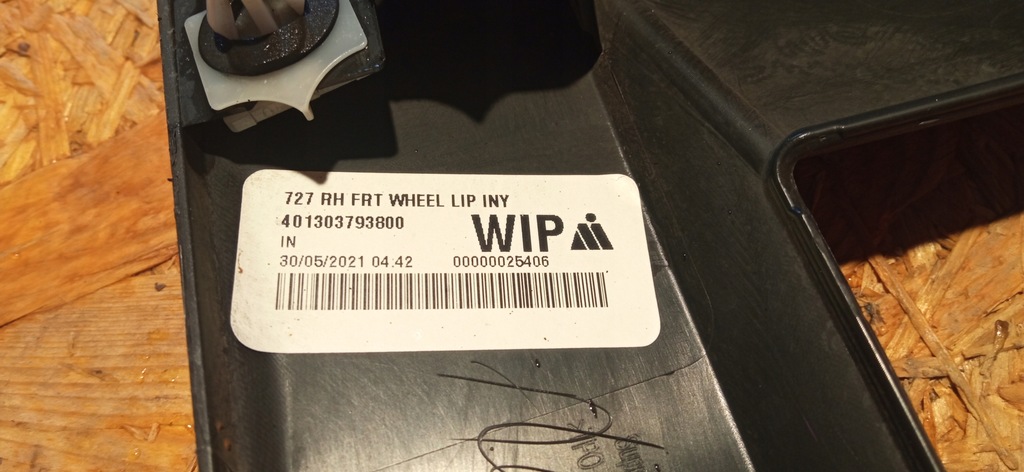 727 RH FRT WHEEL LIP INY
401303793800
WIP
IN
30/05/2021 04.42 00000025406